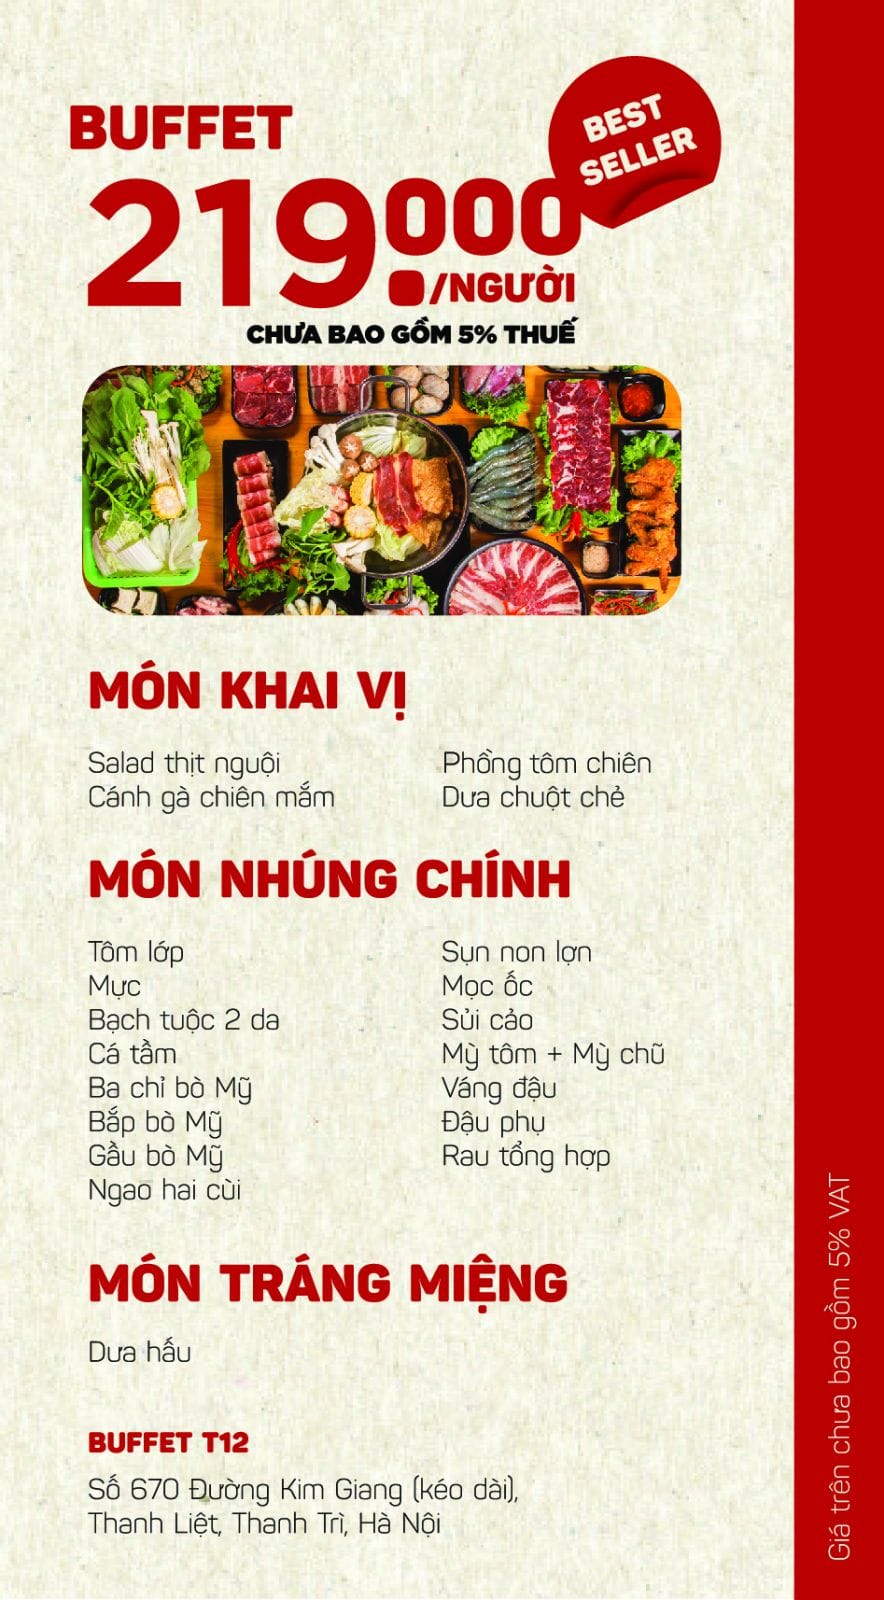 BUFFET
BEST
SELLER
219.000
/NGƯỜI
CHƯA BAO GỒM 5% THUẾ
MÓN KHAI VỊ
Salad thịt nguội
Cánh gà chiên mắm
Phồng tôm chiên
Dưa chuột chẻ
MÓN NHÚNG CHÍNH
Tôm lớp
Mực
Bạch tuộc 2 da
Cá tầm
Ba chỉ bò Mỹ
Bắp bò Mỹ
Gầu bò Mỹ
Ngao hai cùi
Sụn non lợn
Mọc ốc
Sủi cảo
Mỳ tôm + Mỳ chũ
Váng đậu
Đậu phụ
Rau tổng hợp
MÓN TRÁNG MIỆNG
Dưa hấu
BUFFET T12
Số 670 Đường Kim Giang (kéo dài),
Thanh Liệt, Thanh Trì, Hà Nội
Giá trên chưa bao gồm 5% VAT